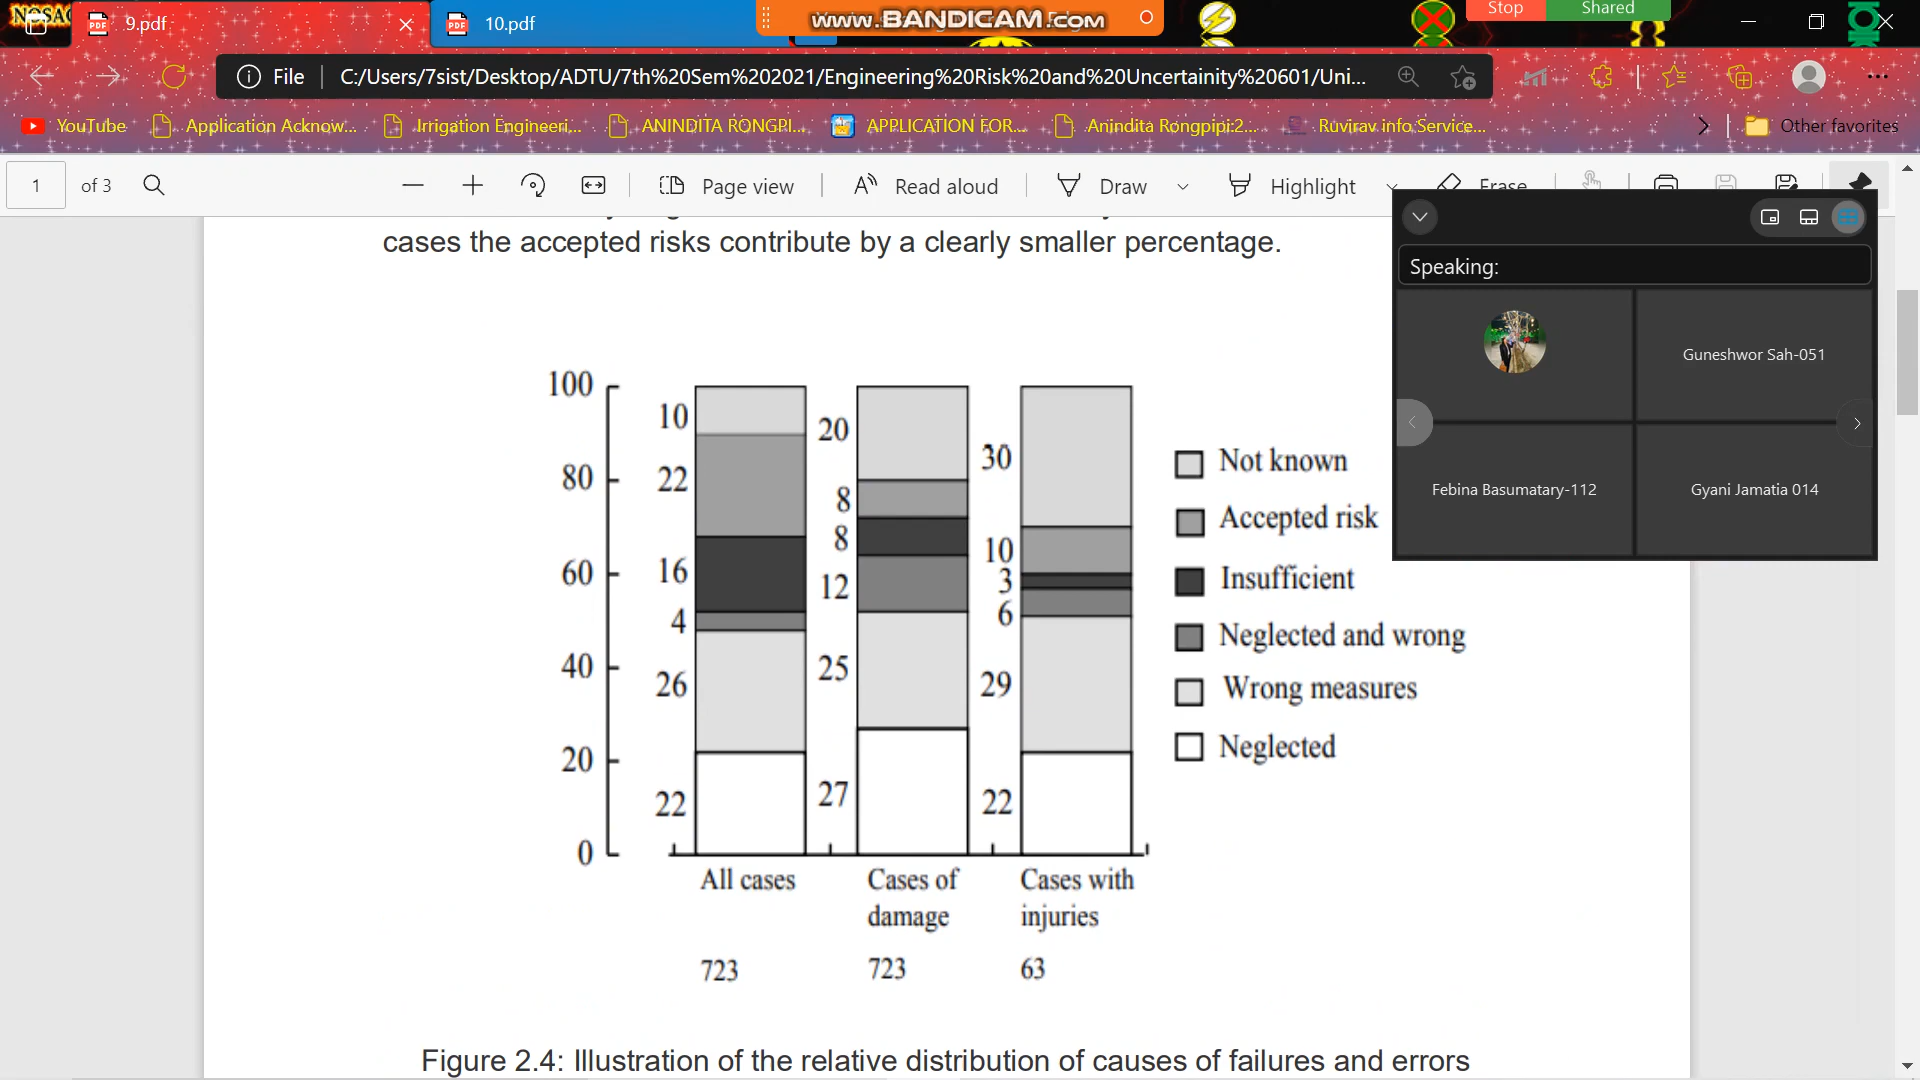 NOSAC
9.pdf
10.pdf
www.BANDICAM.com
Stop
Shared
File
C:/Users/7sist/Desktop/ADTU/7th%20Sem%202021/Engineering%20Risk%20and%20Uncertainity%20601/Uni...
YouTube
Application Acknow...
Irrigation Engineeri...
ANINDITA RONGPI...
APPLICATION FOR...
Anindita Rongpipi:2...
Ruvirav info Service...
Other favorites
1 of 3
Page view
Read aloud
Draw
Highlight
Erase
cases the accepted risks contribute by a clearly smaller percentage.
Speaking:
Guneshwor Sah-051
Febina Basumatary-112
Gyani Jamatia 014
100
80
60
40
20
0
10
22
16
4
26
22
20
8
8
12
25
27
30
10
3
6
29
22
Not known
Accepted risk
Insufficient
Neglected and wrong
Wrong measures
Neglected
All cases
Cases of
damage
Cases with
injuries
723
723
63
Figure 2.4: Illustration of the relative distribution of causes of failures and errors